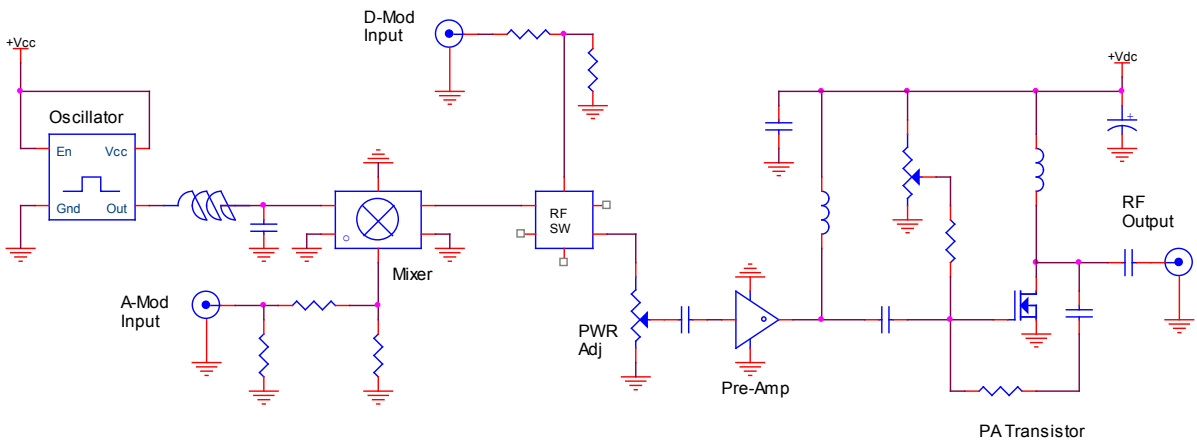 D-Mod
Input
+Vcc
+Vdc
Oscillator
En
Vcc
Gnd
Out
RF
SW
RF
Output
Mixer
A-Mod
Input
PWR
Adj
Pre-Amp
+
PA Transistor